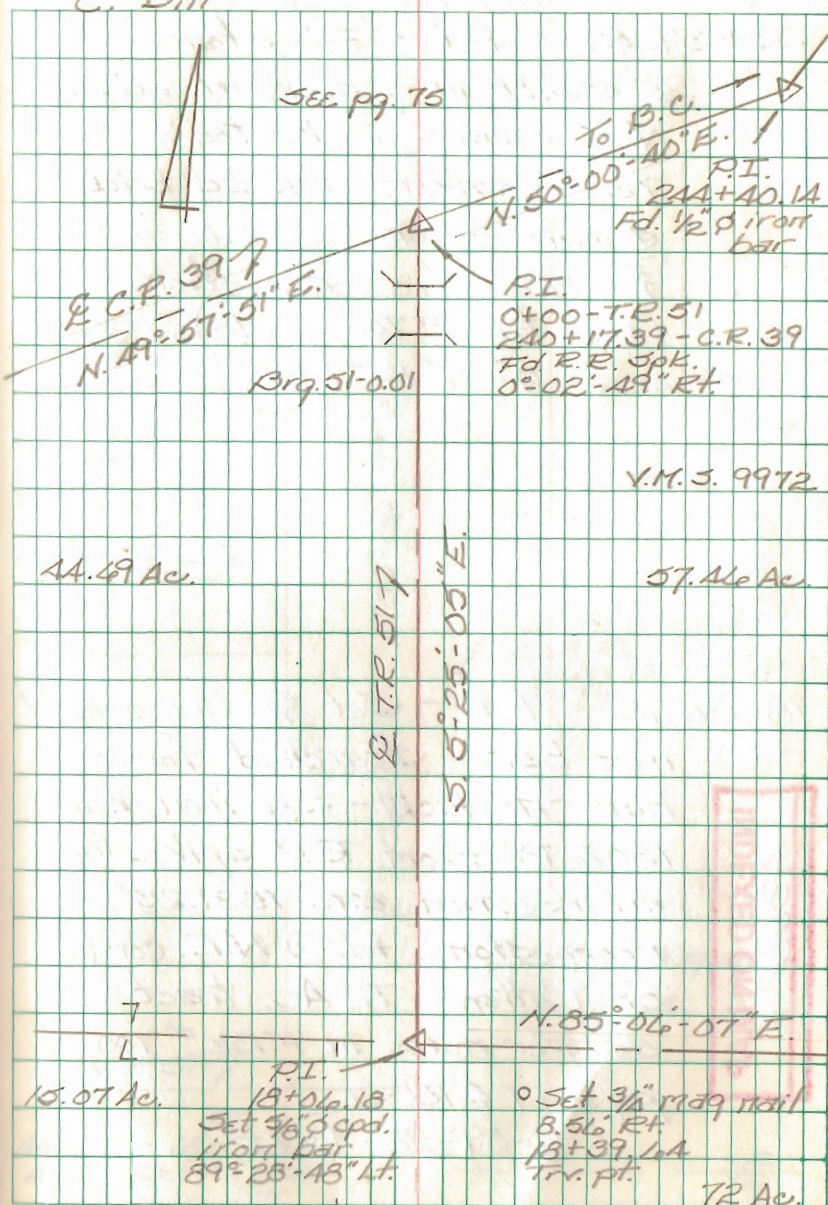 C. Dill
SEE pg. 75
To B.C.
N. 50°-00'-40" E.
P.I.
244+40.14
Fd. 1/2" ø iron
bar
℄ C.R. 39
N. 49°-57'-51" E.
P.I.
0+00 - T.R. 51
240+17.39 - C.R. 39
Fd R.R. Spk.
0°-02'-49" Rt.
Brg. 51-0.01
V.M.S. 9972
44.49 Ac.
57.46 Ac.
℄ T.R. 51
S. 5°-25'-05" E.
INDEXED ON
N. 85°-06'-07" E.
P.I.
18+06.18
Set 5/8" ø cpd.
iron bar
89°-28'-48" Lt.
15.07 Ac.
Set 3/4" mag nail
8.56' Rt
18+39.64
Trv. pt.
72 Ac.